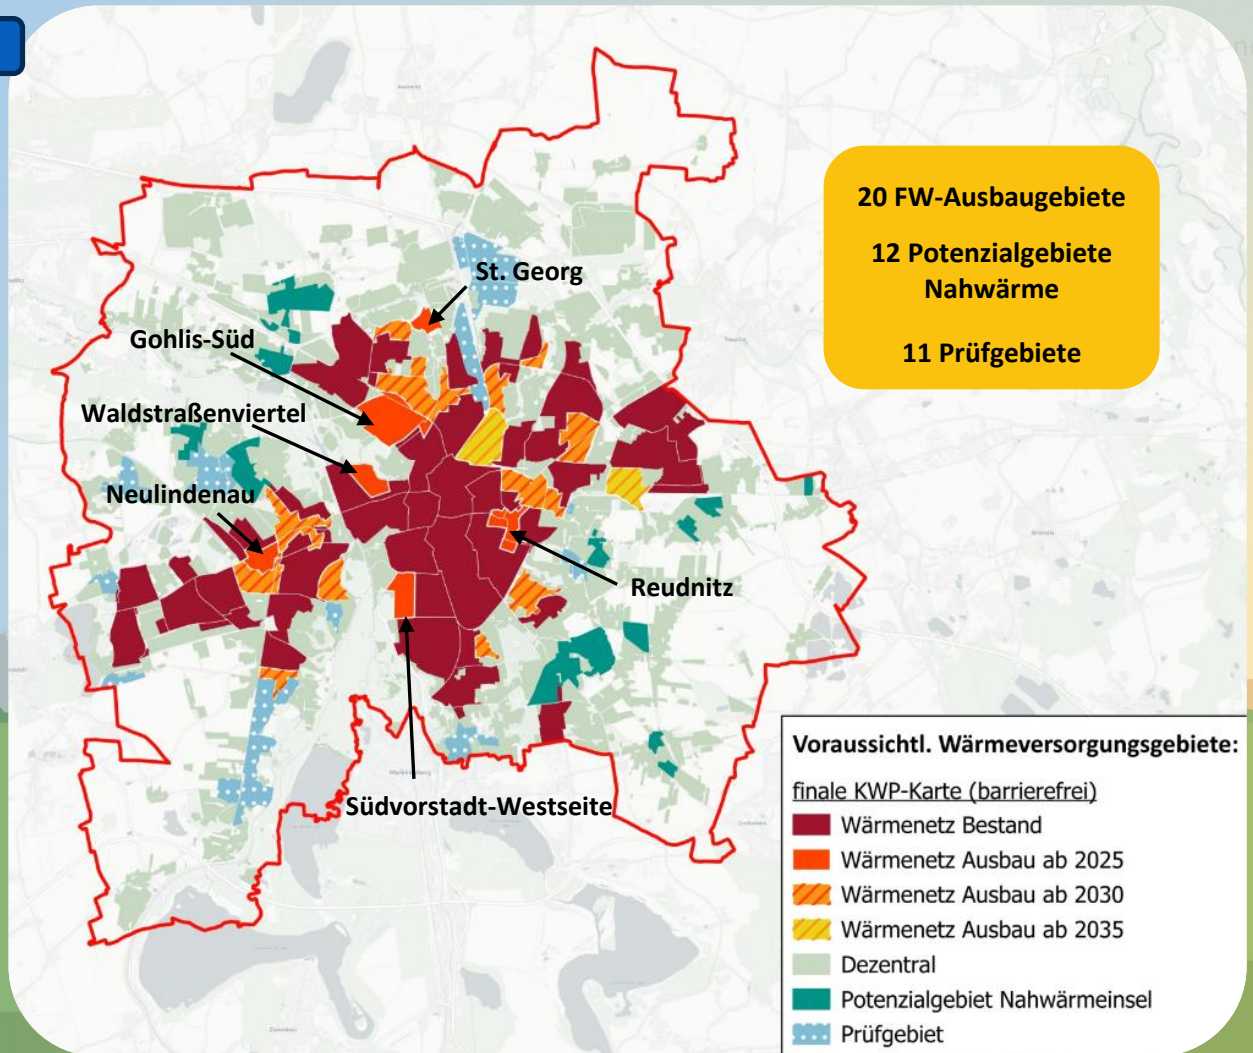 20 FW-Ausbaugebiete
12 Potenzialgebiete
Nahwärme
11 Prüfgebiete
St. Georg
Gohlis-Süd
Waldstraßenviertel
Neulindenau
Reudnitz
Südvorstadt-Westseite
Voraussichtl. Wärmeversorgungsgebiete:
finale KWP-Karte (barrierefrei)
Wärmenetz Bestand
Wärmenetz Ausbau ab 2025
Wärmenetz Ausbau ab 2030
Wärmenetz Ausbau ab 2035
Dezentral
Potenzialgebiet Nahwärmeinsel
Prüfgebiet